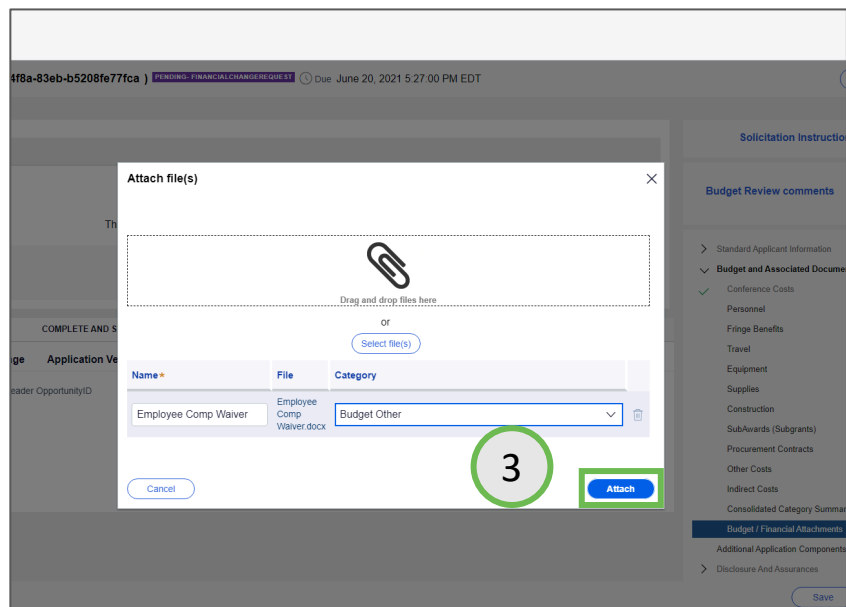 4f8a-83eb-b5208fe77fca ) PENDING- FINANCIALCHANGEREQUEST Due June 20, 2021 5:27:00 PM EDT
Solicitation Instructio
Budget Review comments
Attach file(s)
Th
Drag and drop files here
or
Select file(s)
COMPLETE AND S
ge Application Ve
eader OpportunityID
Name* File Category
Employee Comp Waiver
Employee
Comp
Waiver.docx
Budget Other
3
Cancel
Attach
Standard Applicant Information
Budget and Associated Docume
Conference Costs
Personnel
Fringe Benefits
Travel
Equipment
Supplies
Construction
SubAwards (Subgrants)
Procurement Contracts
Other Costs
Indirect Costs
Consolidated Category Summar
Budget / Financial Attachments
Additional Application Components
Disclosure And Assurances
Save